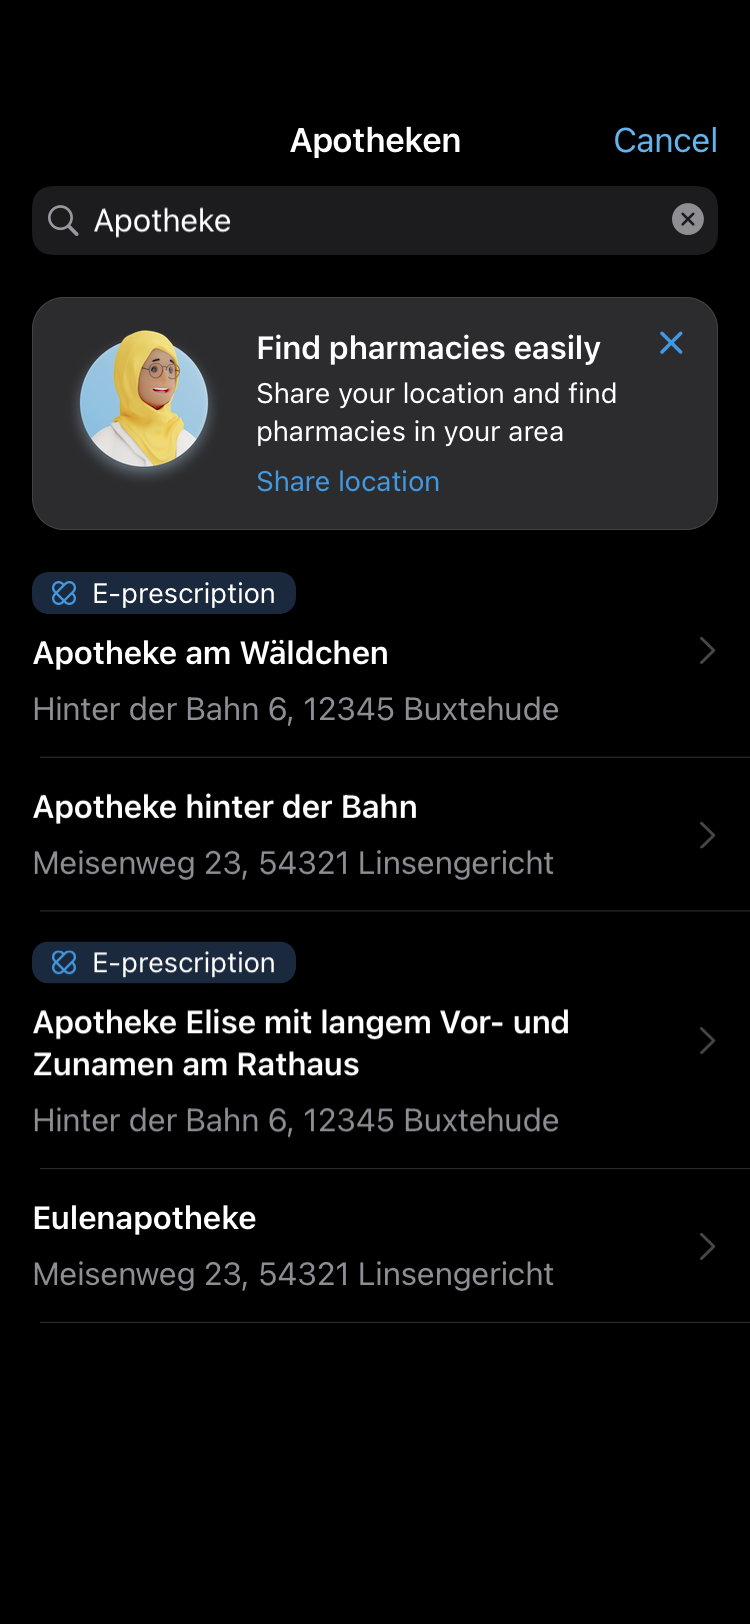 Apotheken
Cancel
Apotheke
Find pharmacies easily
Share your location and find
pharmacies in your area
Share location
E-prescription
Apotheke am Wäldchen
Hinter der Bahn 6, 12345 Buxtehude
Apotheke hinter der Bahn
Meisenweg 23, 54321 Linsengericht
E-prescription
Apotheke Elise mit langem Vor- und
Zunamen am Rathaus
Hinter der Bahn 6, 12345 Buxtehude
Eulenapotheke
Meisenweg 23, 54321 Linsengericht